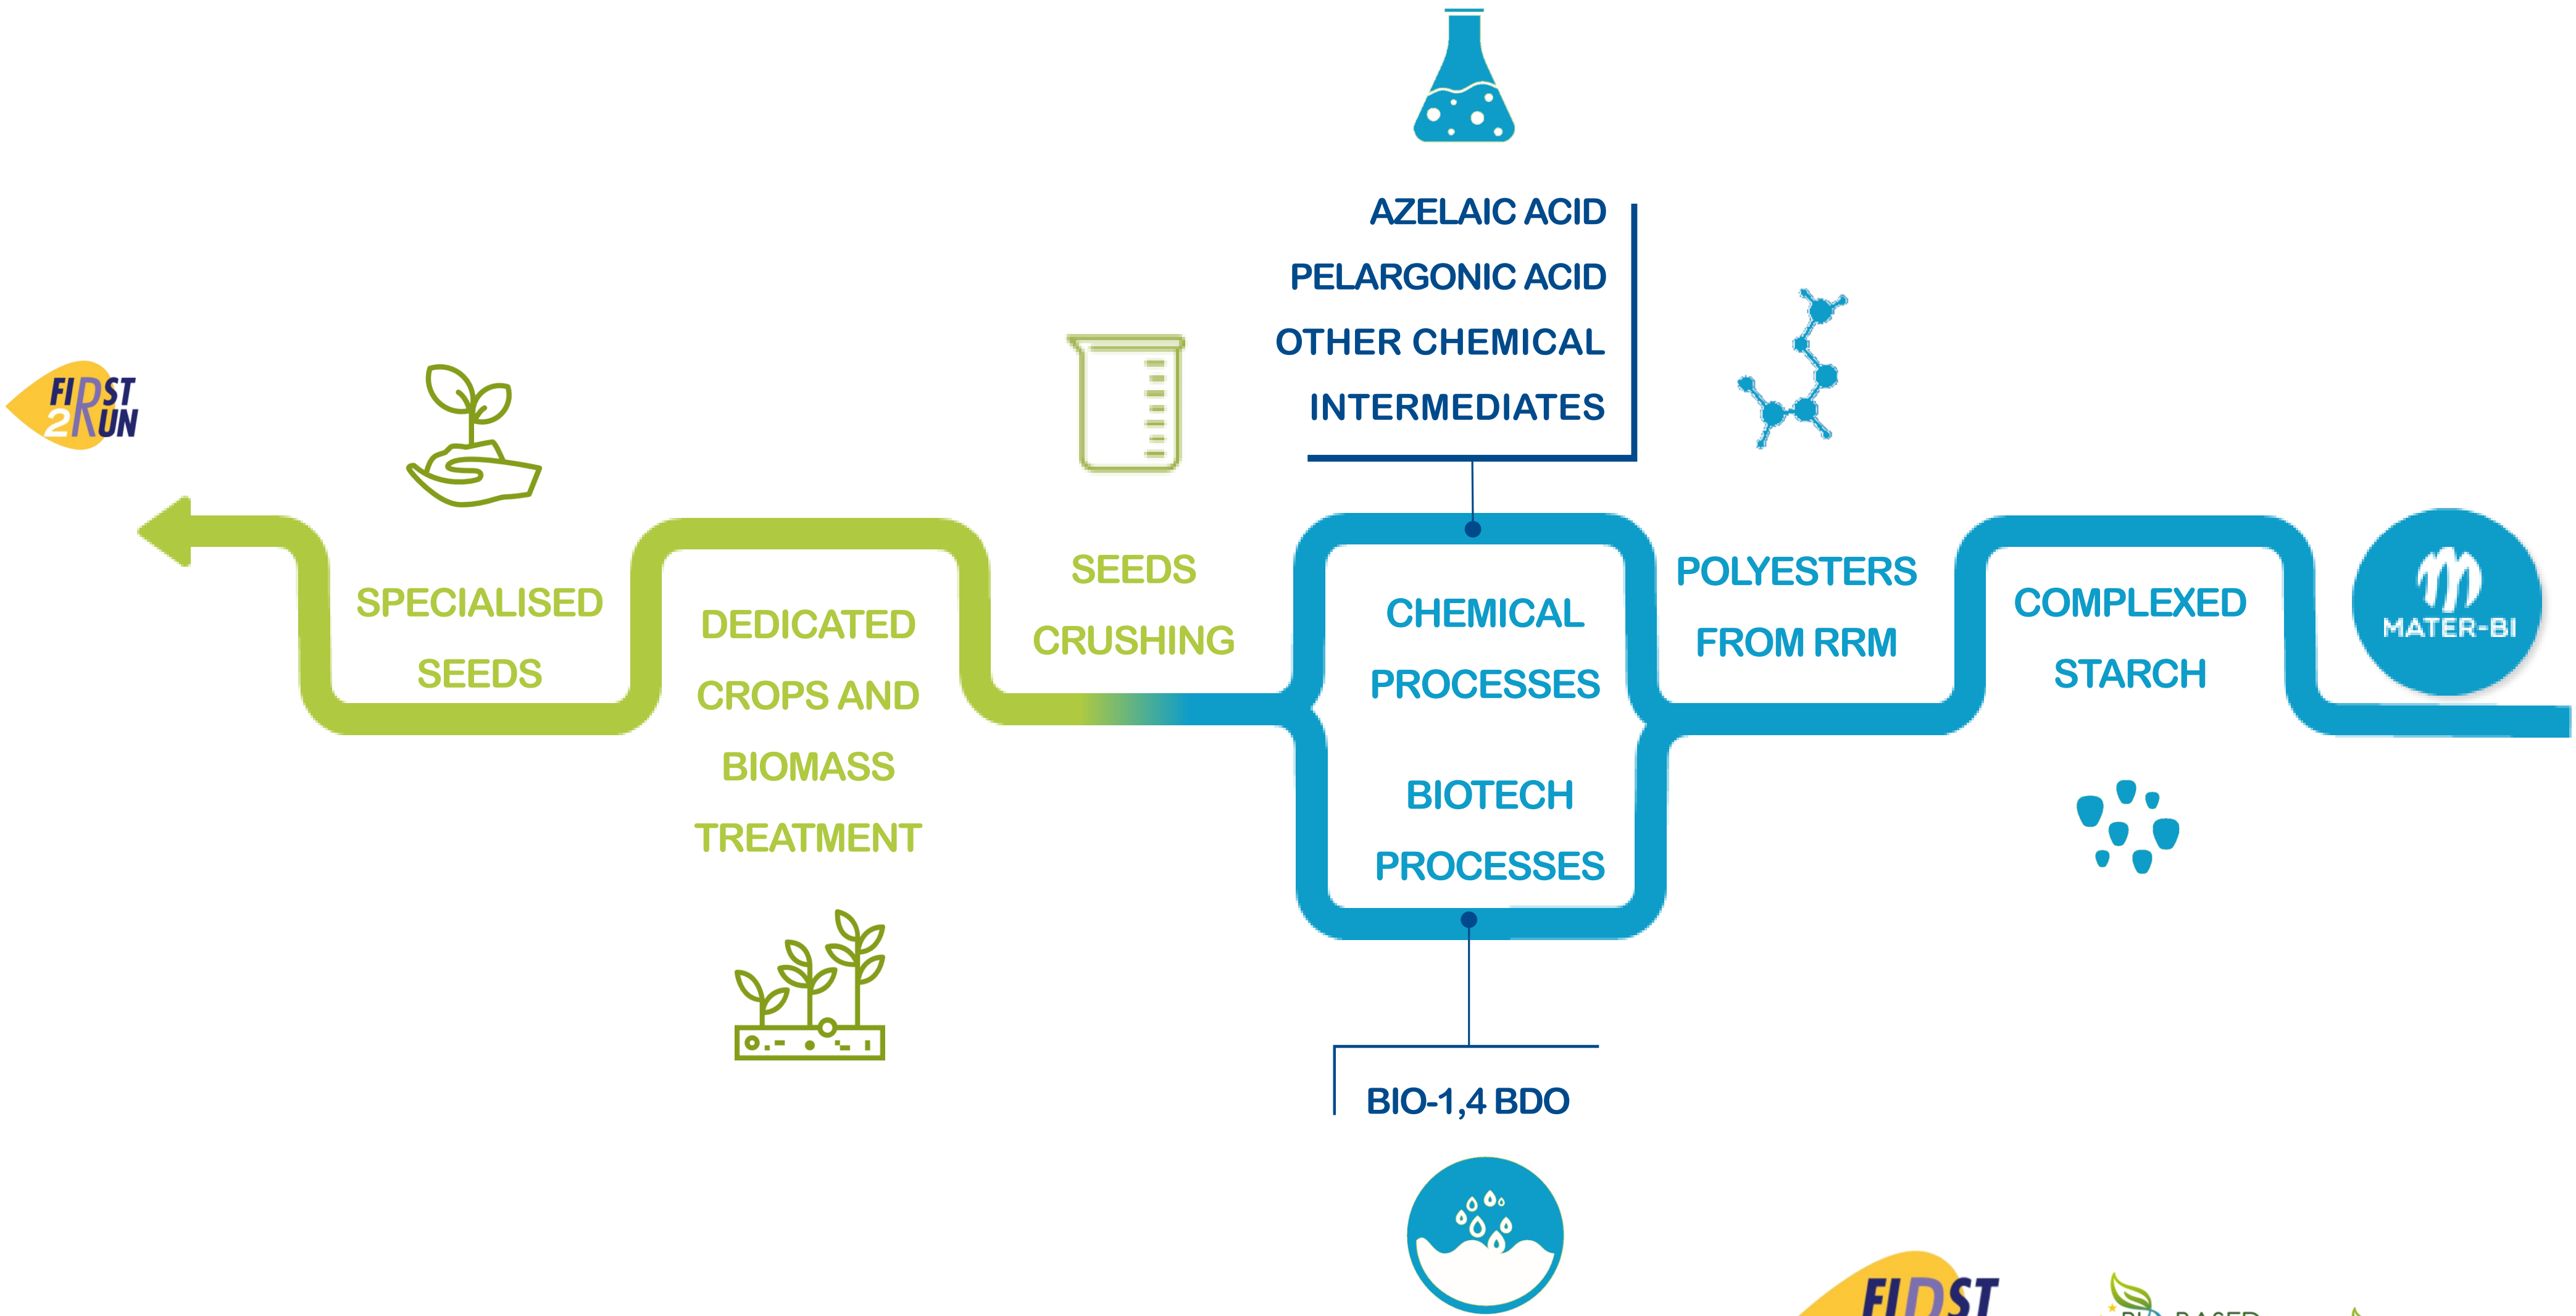 FIRST
2RUN
SPECIALISED
SEEDS
DEDICATED
CROPS AND
BIOMASS
TREATMENT
SEEDS
CRUSHING
AZELAIC ACID
PELARGONIC ACID
OTHER CHEMICAL
INTERMEDIATES
CHEMICAL
PROCESSES
BIOTECH
PROCESSES
BIO-1,4 BDO
POLYESTERS
FROM RRM
COMPLEXED
STARCH
MATER-BI
FIRST